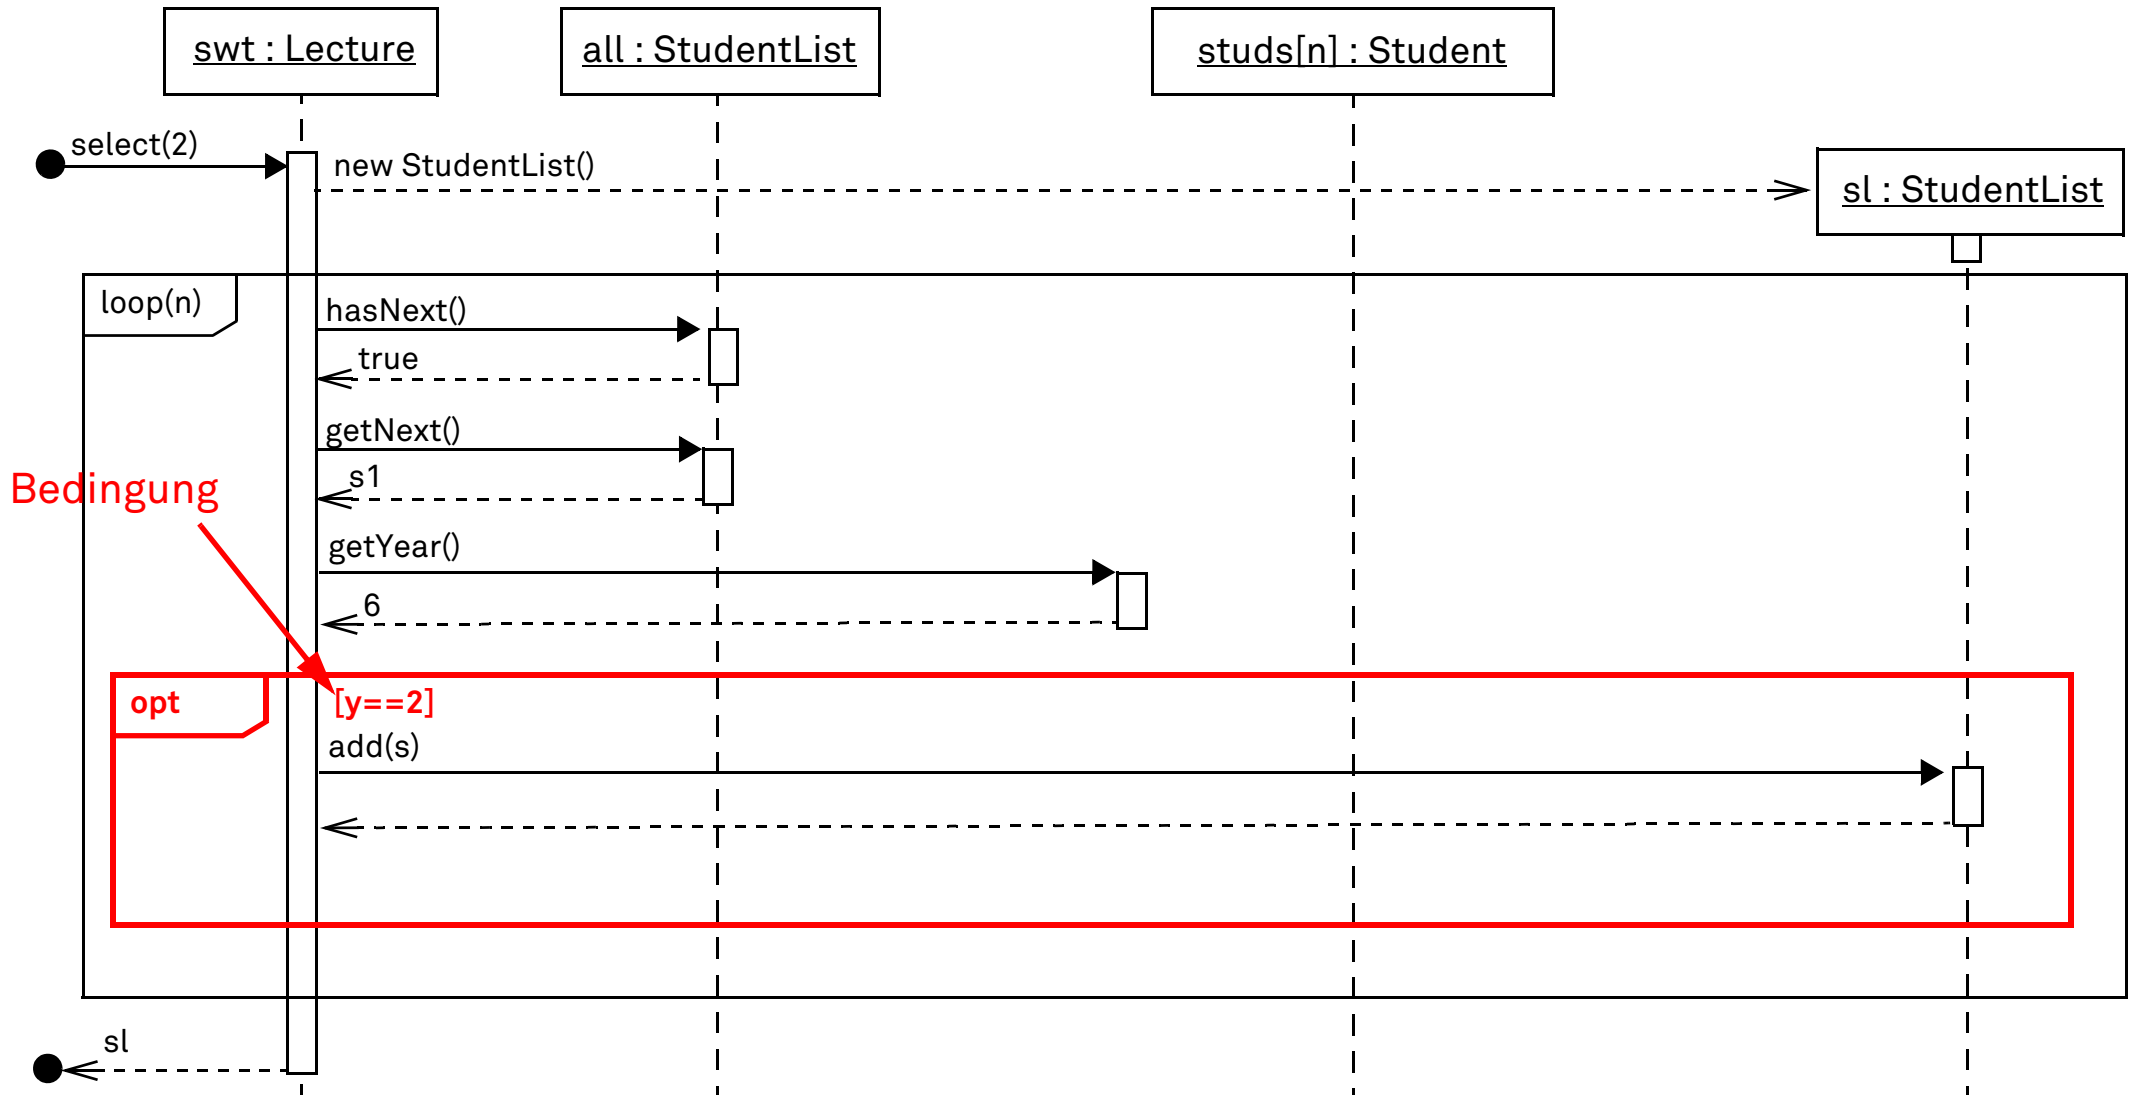 swt : Lecture
all : StudentList
studs[n] : Student
select(2)
new StudentList()
sl : StudentList
loop(n)
hasNext()
true
getNext()
s1
Bedingung
getYear()
6
opt
[y==2]
add(s)
sl